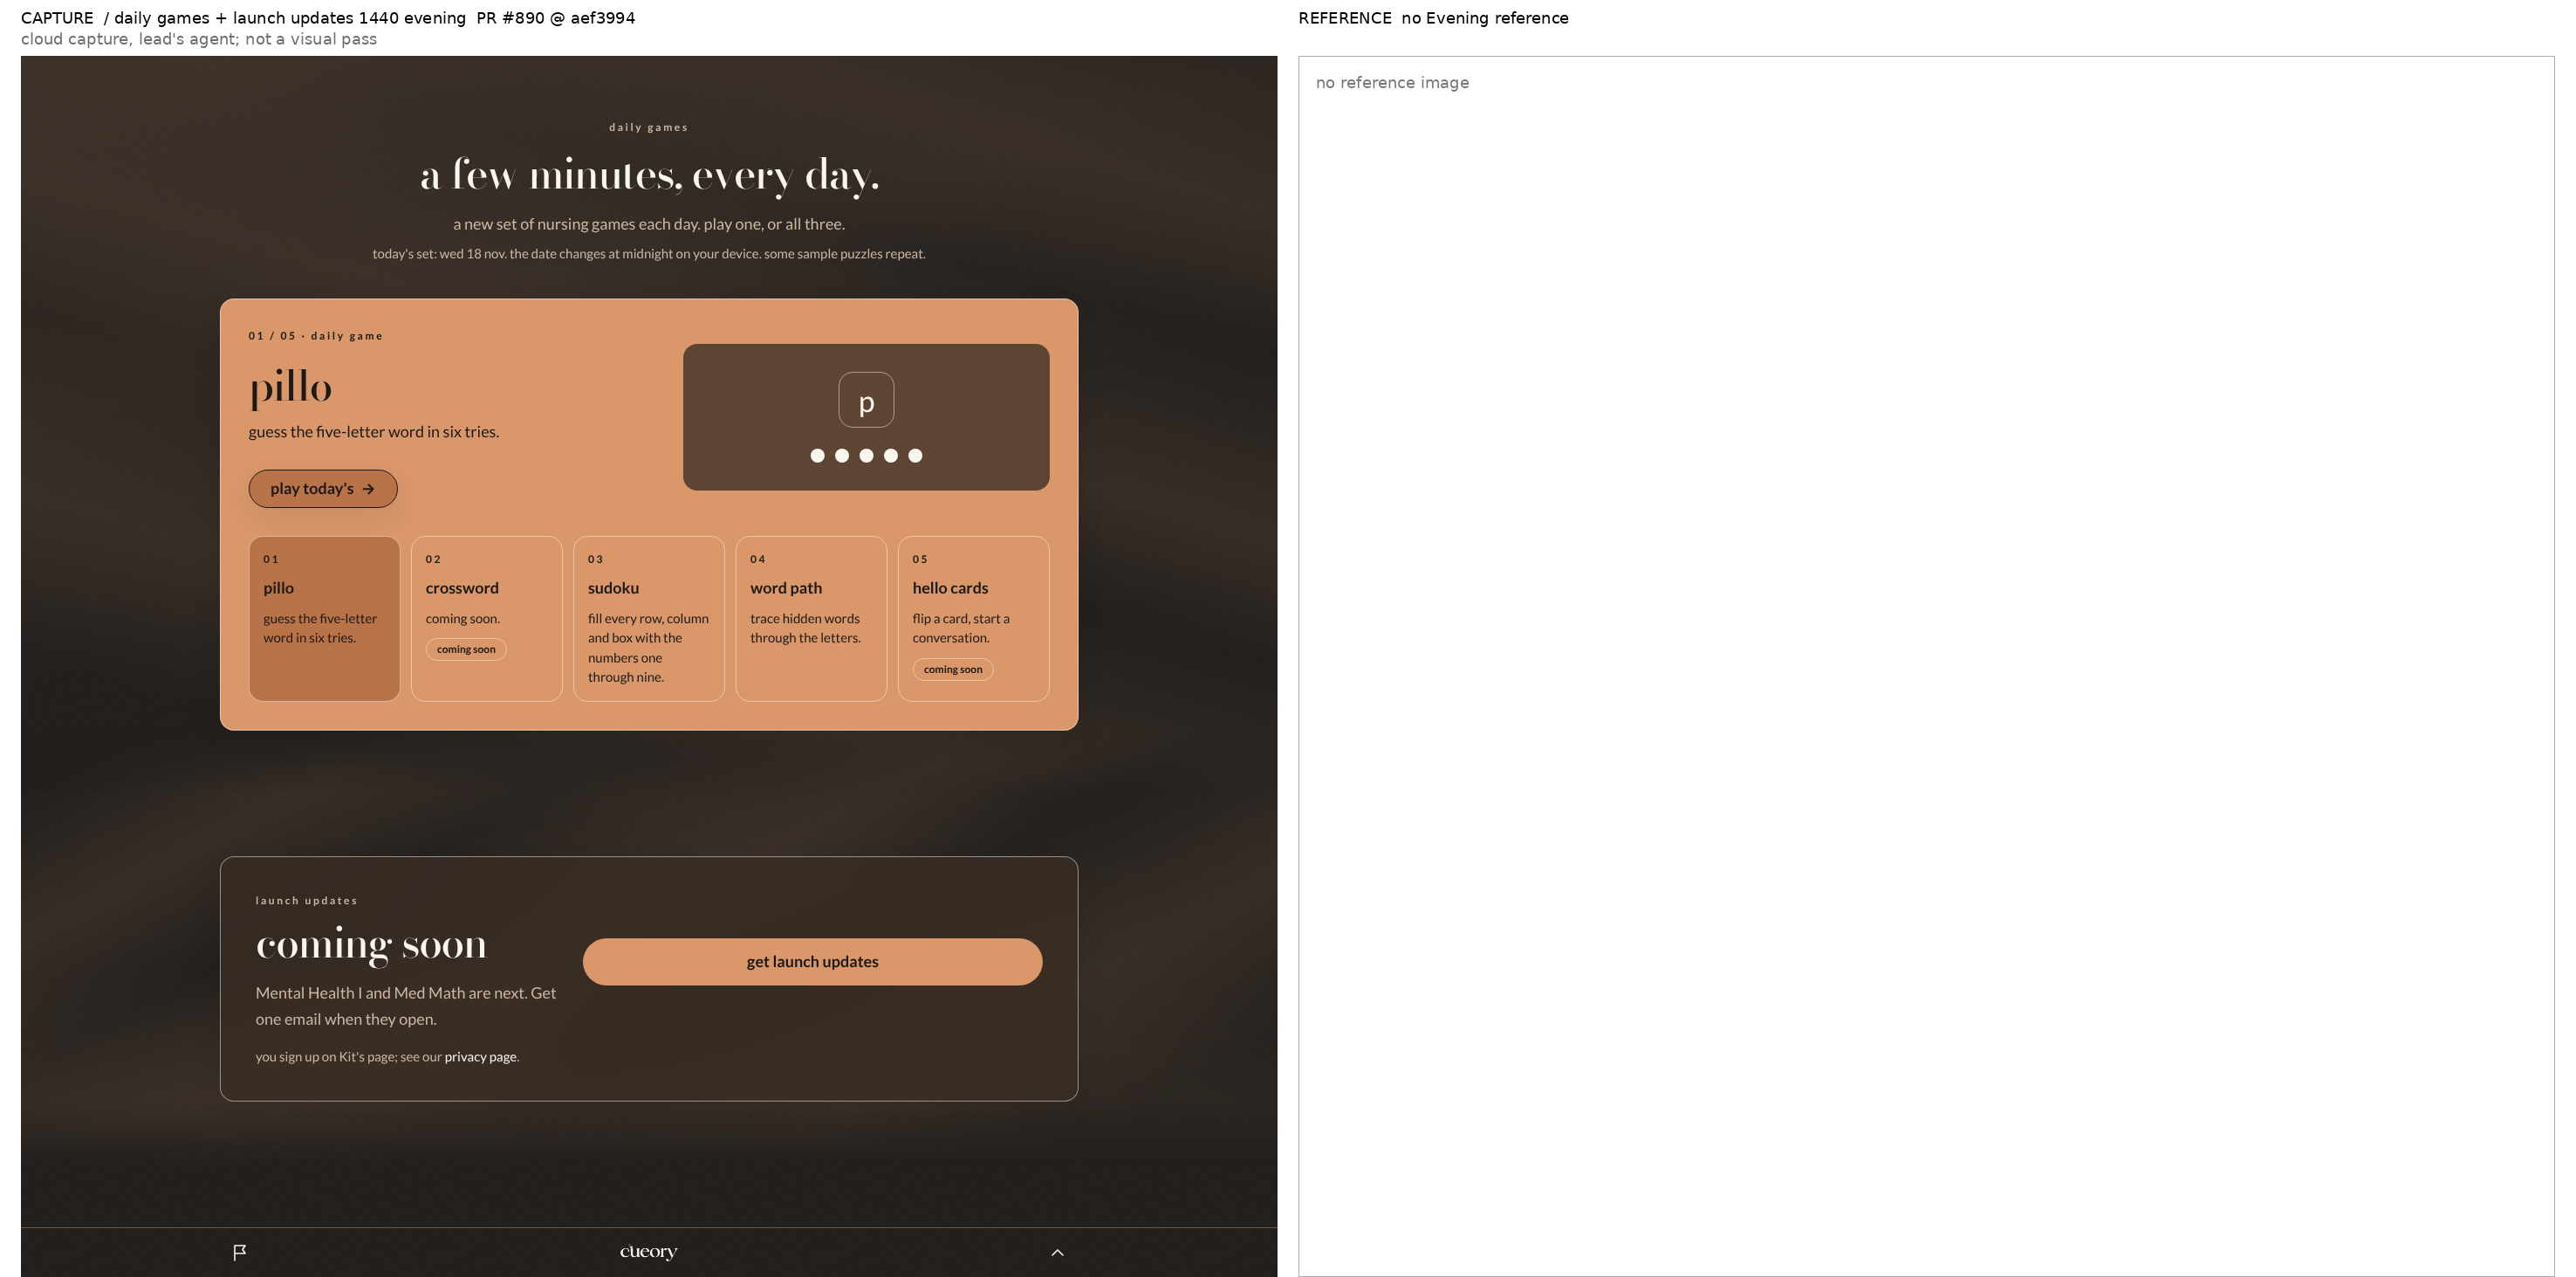 CAPTURE / daily games + launch updates 1440 evening PR #890 @ aef3994
cloud capture, lead's agent; not a visual pass
REFERENCE no Evening reference
no reference image
daily games
a few minutes, every day.
a new set of nursing games each day. play one, or all three.
today's set: wed 18 nov. the date changes at midnight on your device. some sample puzzles repeat.
01 / 05 · daily game
pillo
guess the five-letter word in six tries.
play today's →
p
01
pillo
guess the five-letter
word in six tries.
02
crossword
coming soon.
coming soon
03
sudoku
fill every row, column
and box with the
numbers one
through nine.
04
word path
trace hidden words
through the letters.
05
hello cards
flip a card, start a
conversation.
coming soon
launch updates
coming soon
Mental Health I and Med Math are next. Get
one email when they open.
you sign up on Kit's page; see our privacy page.
get launch updates
cueory